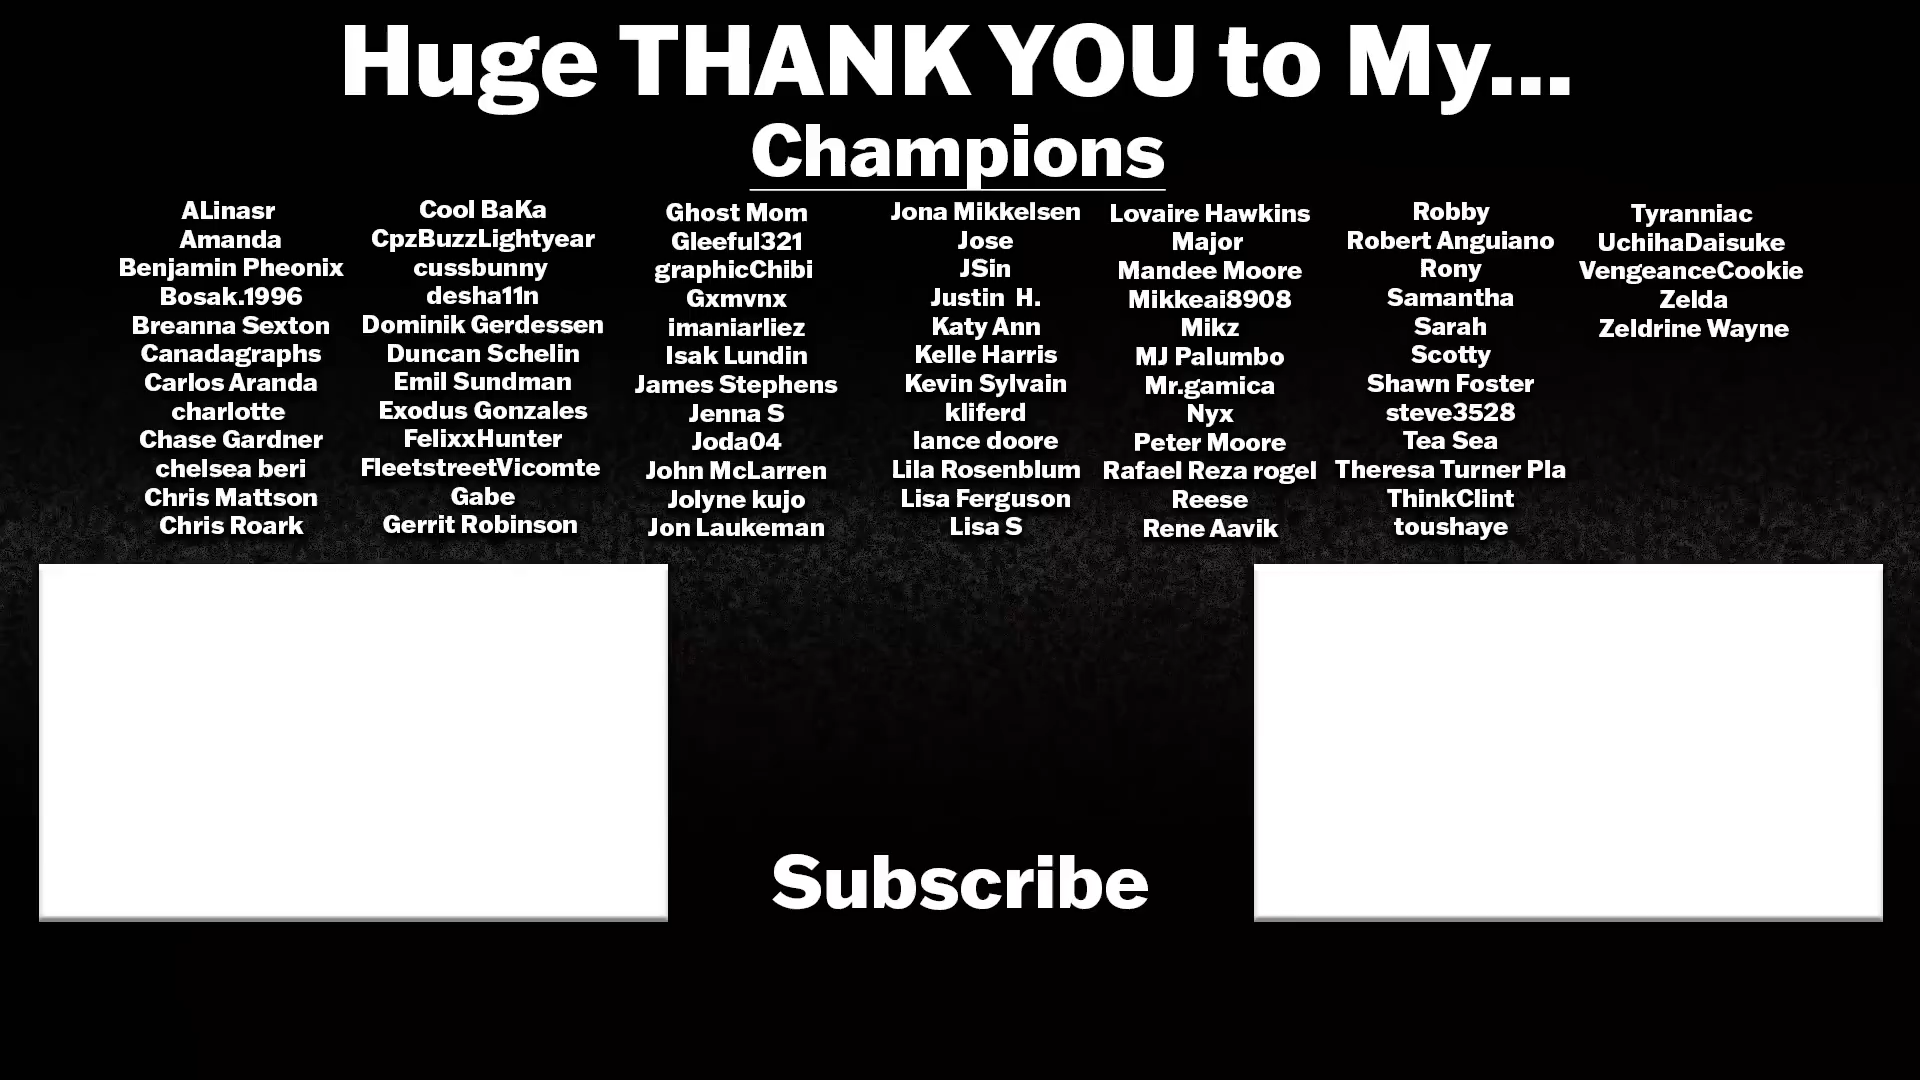 Huge THANK YOU to My...
Champions
ALinasr
Amanda
Benjamin Pheonix
Bosak.1996
Breanna Sexton
Canadagraphs
Carlos Aranda
charlotte
Chase Gardner
chelsea beri
Chris Mattson
Chris Roark
Cool BaKa
CpzBuzzLightyear
cussbunny
desha11n
Dominik Gerdessen
Duncan Schelin
Emil Sundman
Exodus Gonzales
FelixxHunter
FleetstreetVicomte
Gabe
Gerrit Robinson
Ghost Mom
Gleeful321
graphicChibi
Gxmvnx
imaniarliez
Isak Lundin
James Stephens
Jenna S
Joda04
John McLarren
Jolyne kujo
Jon Laukeman
Jona Mikkelsen
Jose
JSin
Justin H.
Katy Ann
Kelle Harris
Kevin Sylvain
kliferd
lance doore
Lila Rosenblum
Lisa Ferguson
Lisa S
Lovaire Hawkins
Major
Mandee Moore
Mikkeai8908
Mikz
MJ Palumbo
Mr.gamica
Nyx
Peter Moore
Rafael Reza rogel
Reese
Rene Aavik
Robby
Robert Anguiano
Rony
Samantha
Sarah
Scotty
Shawn Foster
steve3528
Tea Sea
Theresa Turner Pla
ThinkClint
toushaye
Tyranniac
UchihaDaisuke
VengeanceCookie
Zelda
Zeldrine Wayne
Subscribe